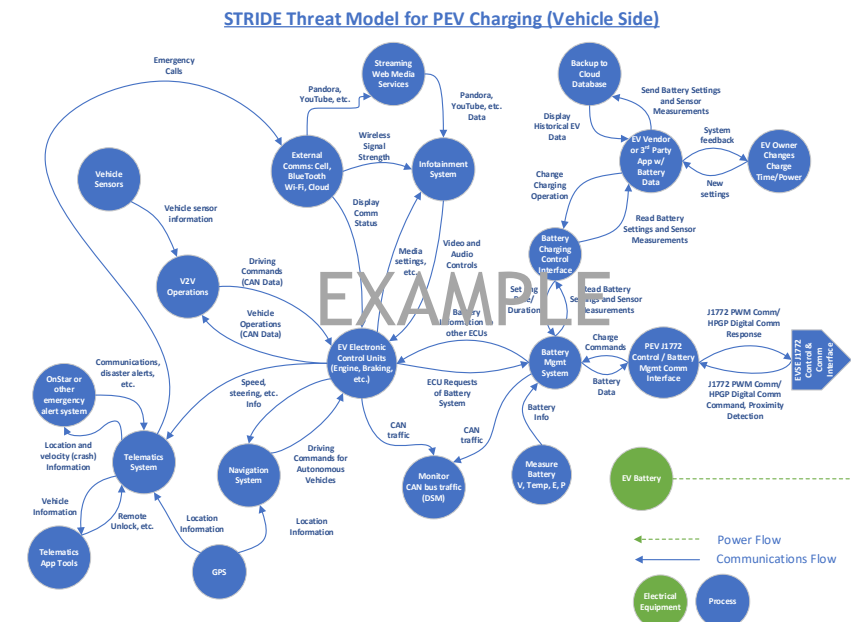 STRIDE Threat Model for PEV Charging (Vehicle Side)
Emergency
Calls
Streaming
Web Media
Services
Pandora,
YouTube, etc.
Pandora,
YouTube, etc.
Data
Backup to
Cloud
Database
Send Battery Settings
and Sensor
Measurements
Display
Historical EV
Data
System
feedback
EV Vendor
or 3rd Party
App w/
Battery
Data
EV Owner
Changes
Charge
Time/Power
New
settings
Wireless
Signal
Strength
External
Comms: Cell,
BlueTooth
Wi-Fi, Cloud
Infotainment
System
Vehicle
Sensors
Vehicle sensor
information
Display
Comm
Status
Change
Charging
Operation
Read Battery
Settings and Sensor
Measurements
Battery
Charging
Control
Interface
Media
settings,
etc.
Video and
Audio
Controls
V2V
Operations
Driving
Commands
(CAN Data)
Vehicle
Operations
(CAN Data)
EXAMPLE
Duration
Read Battery
Settings and Sensor
Measurements
Battery
Information
other ECUs
EV Electronic
Control Units
(Engine, Braking,
etc.)
Battery
Mgmt
System
Charge
Commands
Battery
Data
PEV J1772
Control / Battery
Mgmt Comm
Interface
J1772 PWM Comm/
HPGP Digital Comm
Response
J1772 PWM Comm/
HPGP Digital Comm
Command, Proximity
Detection
EVSE J1772
Control &
Comm
Interface
Communications,
disaster alerts,
etc.
OnStar or
other
emergency
alert system
Speed,
steering, etc.
Info
ECU Requests
of Battery
System
Battery
Info
CAN
traffic
CAN
traffic
Location and
velocity (crash)
Information
Telematics
System
Navigation
System
Driving
Commands for
Autonomous
Vehicles
Monitor
CAN bus traffic
(DSM)
Measure
Battery
V, Temp, E, P
EV Battery
Vehicle
Information
Remote
Unlock, etc.
Location
Information
Location
Information
Telematics
App Tools
GPS
Power Flow
Communications Flow
Electrical
Equipment
Process